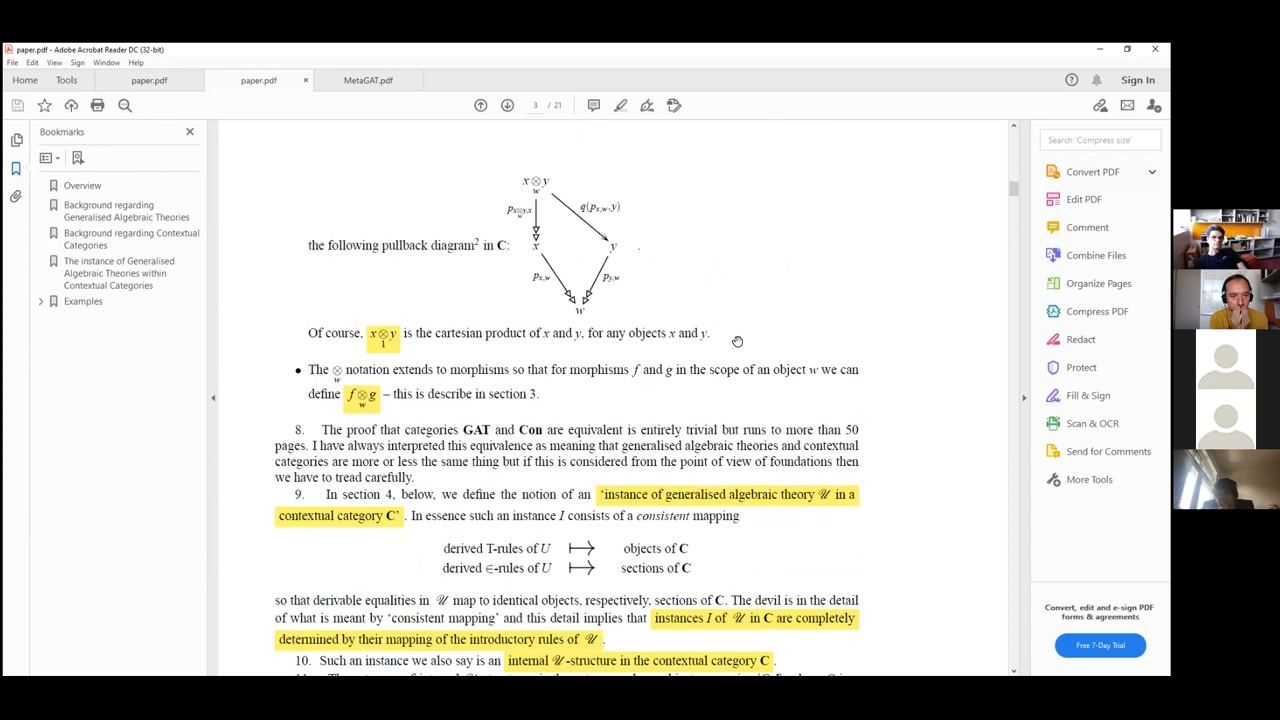 paper.pdf - Adobe Acrobat Reader DC (32-bit)
File Edit View Sign Window Help
Home Tools paper.pdf paper.pdf × MetaGAT.pdf Sign In
3 / 21
Bookmarks
Overview
Background regarding
Generalised Algebraic Theories
Background regarding Contextual
Categories
The instance of Generalised
Algebraic Theories within
Contextual Categories
Examples
x ⊗_w y
p_{x⊗_w y,x} q(p_{x,w},y)
the following pullback diagram² in C: x y .
p_{x,w} p_{y,w}
w
Of course, x ⊗_1 y is the cartesian product of x and y, for any objects x and y.
• The ⊗_w notation extends to morphisms so that for morphisms f and g in the scope of an object w we can
define f ⊗_w g – this is describe in section 3.
8. The proof that categories GAT and Con are equivalent is entirely trivial but runs to more than 50
pages. I have always interpreted this equivalence as meaning that generalised algebraic theories and contextual
categories are more or less the same thing but if this is considered from the point of view of foundations then
we have to tread carefully.
9. In section 4, below, we define the notion of an ‘instance of generalised algebraic theory 𝒰 in a
contextual category C’. In essence such an instance I consists of a consistent mapping
derived T-rules of U ⟼ objects of C
derived ∈-rules of U ⟼ sections of C
so that derivable equalities in 𝒰 map to identical objects, respectively, sections of C. The devil is in the detail
of what is meant by ‘consistent mapping’ and this detail implies that instances I of 𝒰 in C are completely
determined by their mapping of the introductory rules of 𝒰 .
10. Such an instance we also say is an internal 𝒰-structure in the contextual category C .
Search 'Compress size'
Convert PDF
Edit PDF
Comment
Combine Files
Organize Pages
Compress PDF
Redact
Protect
Fill & Sign
Scan & OCR
Send for Comments
More Tools
Convert, edit and e-sign PDF
forms & agreements
Free 7-Day Trial